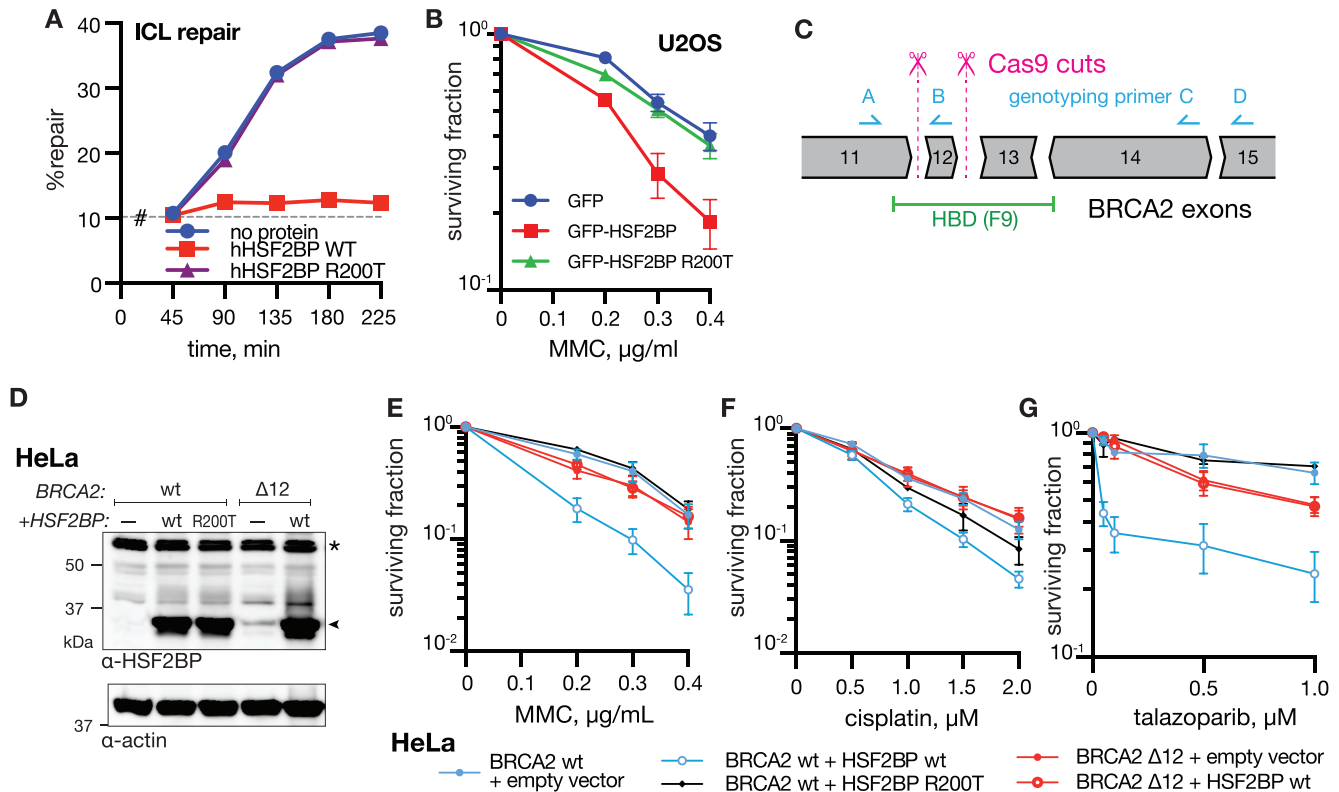 A
ICL repair
%repair
40
30
20
10
0
#
no protein
hHSF2BP WT
hHSF2BP R200T
0 45 90 135 180 225
time, min
B
U2OS
surviving fraction
10⁰
10⁻¹
GFP
GFP-HSF2BP
GFP-HSF2BP R200T
0 0.1 0.2 0.3 0.4
MMC, µg/ml
C
Cas9 cuts
A B genotyping primer C D
11 12 13 14 15
HBD (F9)
BRCA2 exons
D
HeLa
BRCA2: wt Δ12
+HSF2BP: — wt R200T — wt
*
50
37
kDa
α-HSF2BP
37
α-actin
E
surviving fraction
10⁰
10⁻¹
10⁻²
0 0.1 0.2 0.3 0.4
MMC, µg/mL
F
surviving fraction
10⁰
10⁻¹
10⁻²
0 0.5 1.0 1.5 2.0
cisplatin, µM
G
surviving fraction
10⁰
10⁻¹
0 0.5 1.0
talazoparib, µM
HeLa
BRCA2 wt
+ empty vector
BRCA2 wt + HSF2BP wt
BRCA2 wt + HSF2BP R200T
BRCA2 Δ12 + empty vector
BRCA2 Δ12 + HSF2BP wt